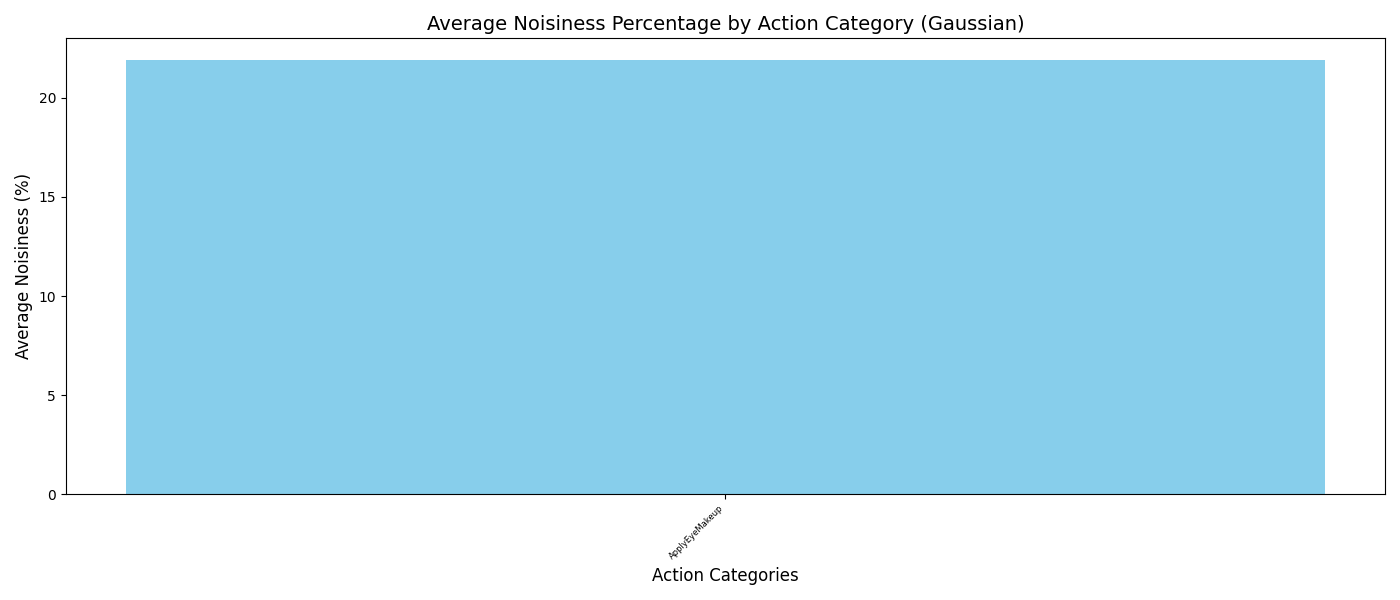 Average Noisiness Percentage by Action Category (Gaussian)
Average Noisiness (%)
20
15
10
5
0
ApplyEyeMakeup
Action Categories